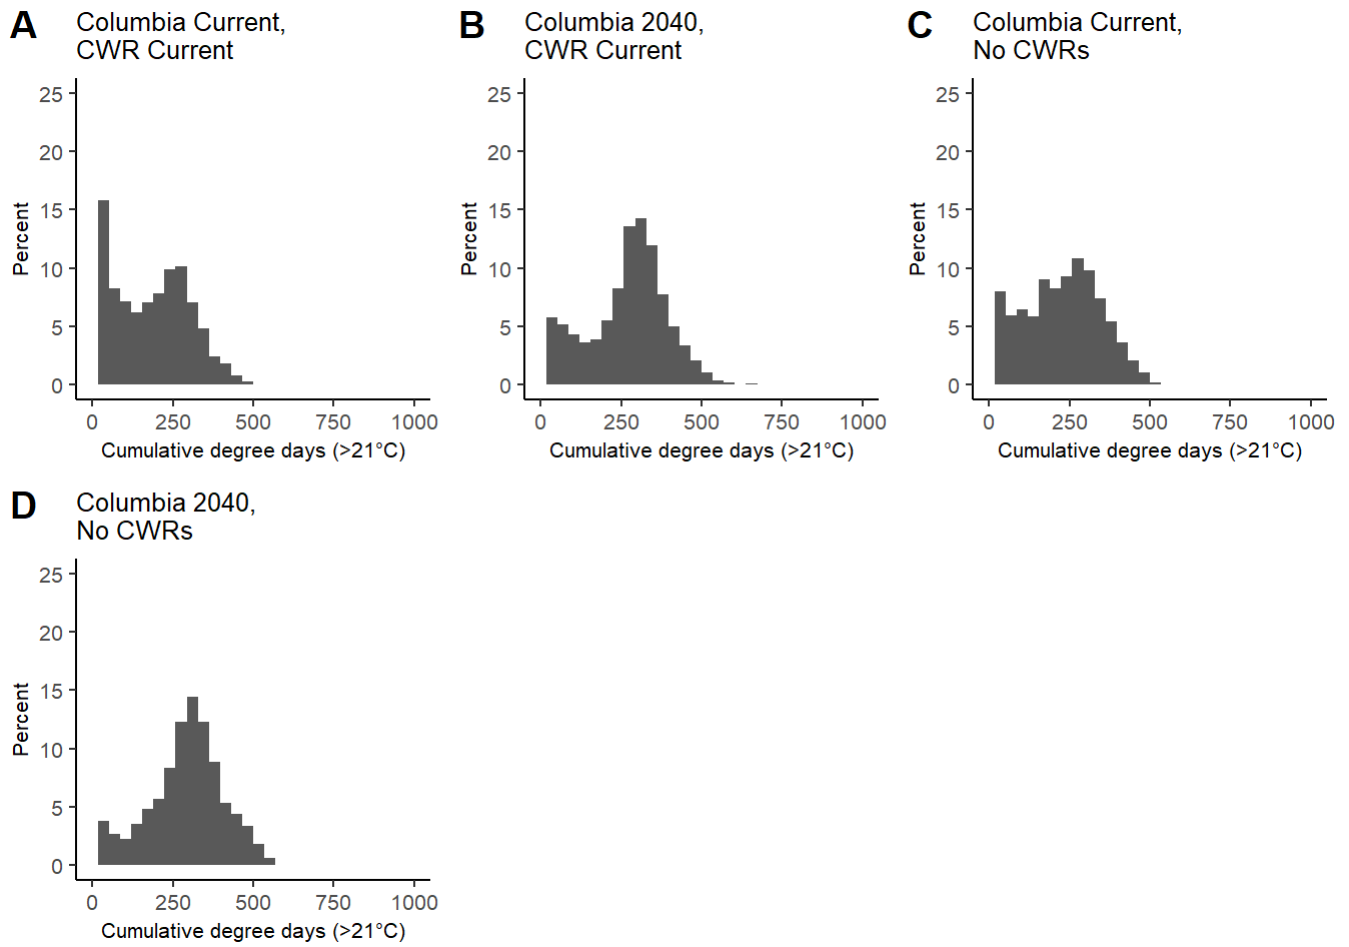 A
Columbia Current,
CWR Current
25
20
15
10
5
0
Percent
0 250 500 750 1000
Cumulative degree days (>21°C)
B
Columbia 2040,
CWR Current
25
20
15
10
5
0
Percent
0 250 500 750 1000
Cumulative degree days (>21°C)
C
Columbia Current,
No CWRs
25
20
15
10
5
0
Percent
0 250 500 750 1000
Cumulative degree days (>21°C)
D
Columbia 2040,
No CWRs
25
20
15
10
5
0
Percent
0 250 500 750 1000
Cumulative degree days (>21°C)